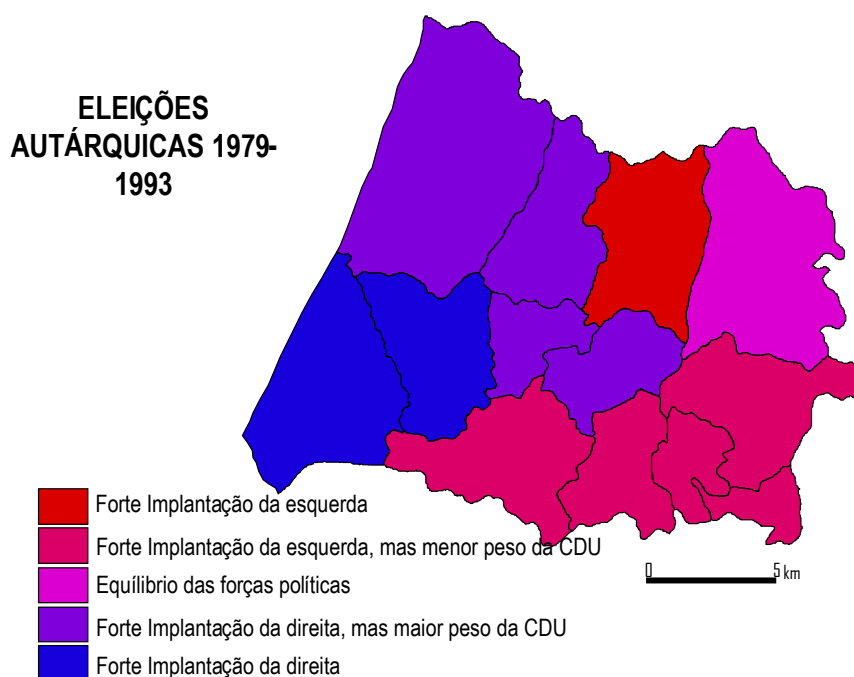 ELEIÇÕES
AUTÁRQUICAS 1979-
1993
Forte Implantação da esquerda
Forte Implantação da esquerda, mas menor peso da CDU
Equílibrio das forças políticas
Forte Implantação da direita, mas maior peso da CDU
Forte Implantação da direita
0 5 km